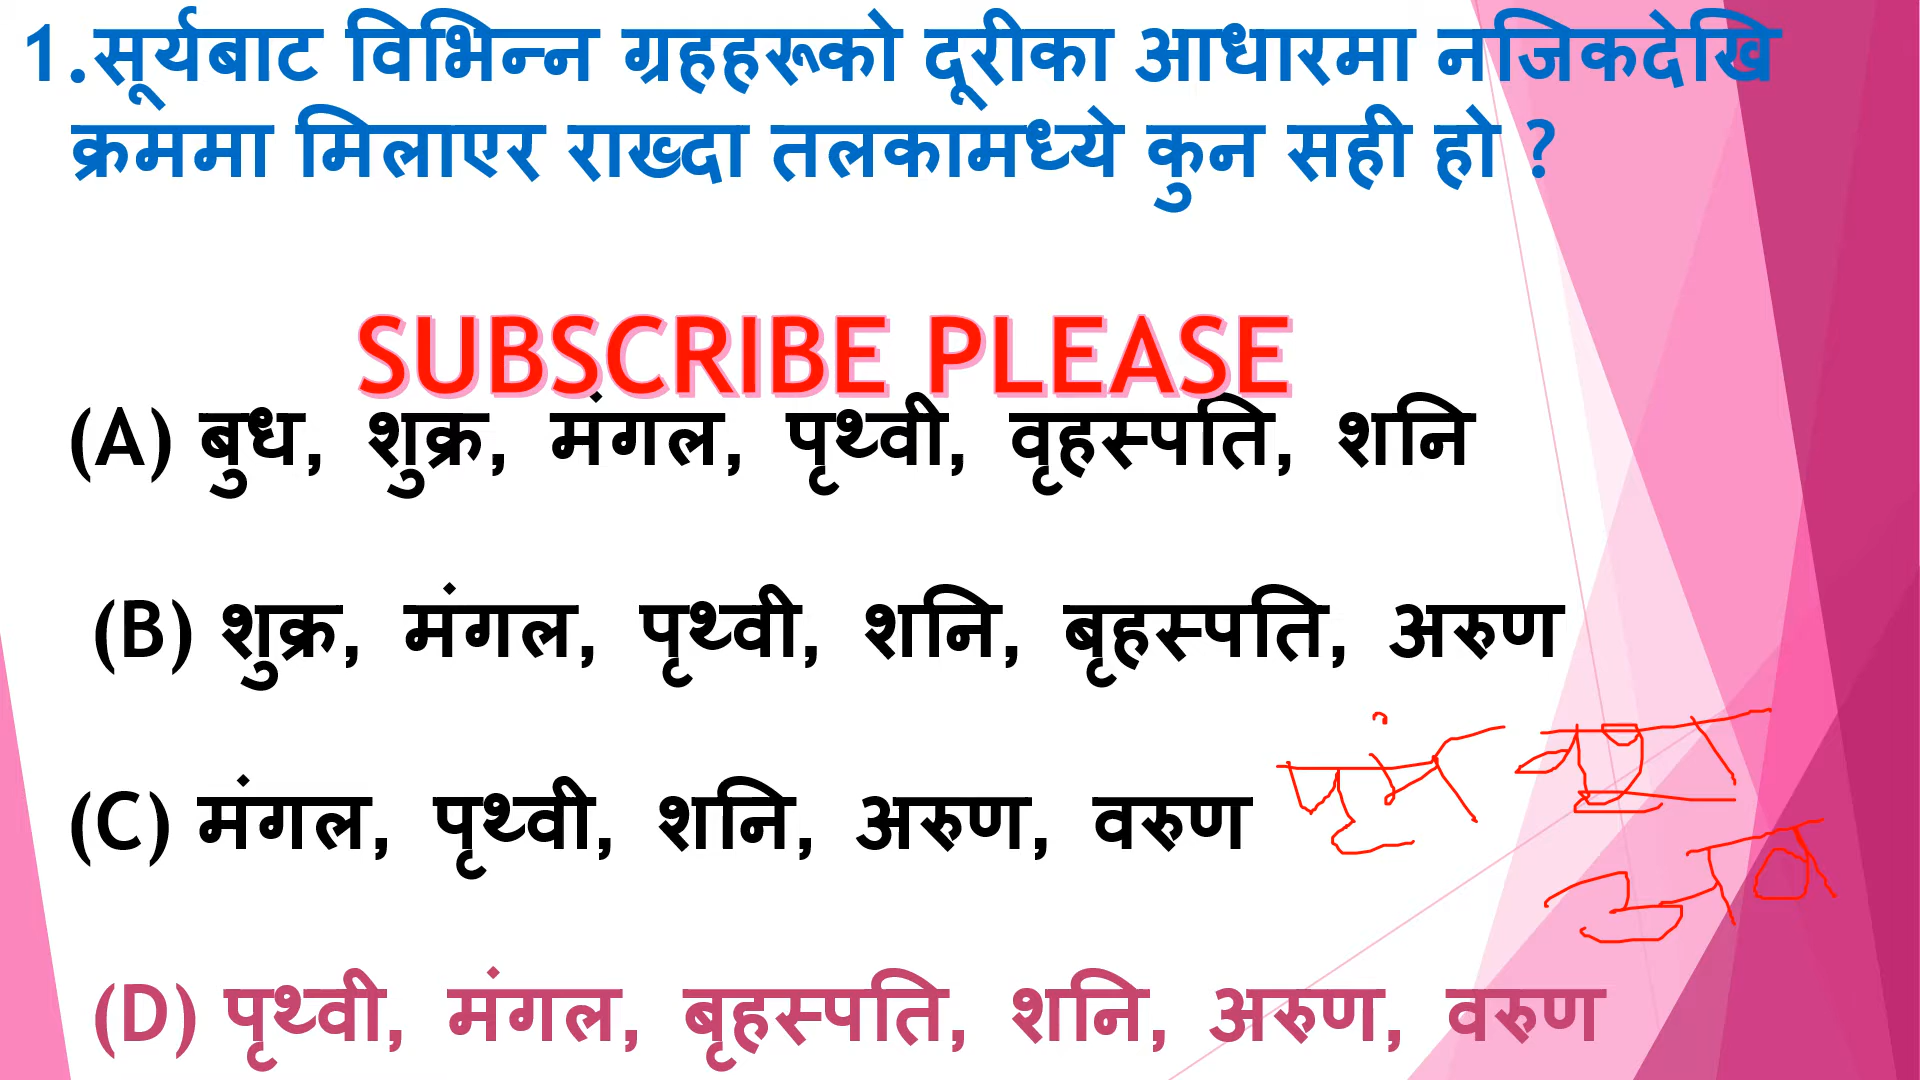 1.सूर्यबाट विभिन्न ग्रहहरूको दूरीका आधारमा नजिकदेखि
क्रममा मिलाएर राख्दा तलकामध्ये कुन सही हो ?
SUBSCRIBE PLEASE
(A) बुध, शुक्र, मंगल, पृथ्वी, वृहस्पति, शनि
(B) शुक्र, मंगल, पृथ्वी, शनि, बृहस्पति, अरुण
(C) मंगल, पृथ्वी, शनि, अरुण, वरुण
(D) पृथ्वी, मंगल, बृहस्पति, शनि, अरुण, वरुण